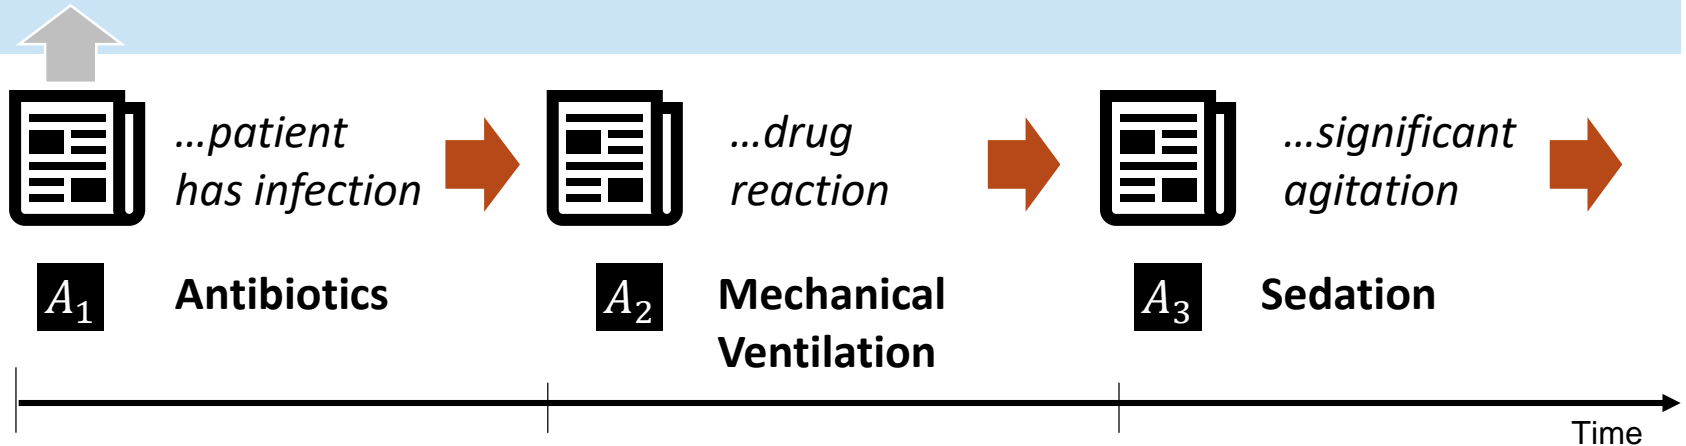 ...patient
has infection
...drug
reaction
...significant
agitation
A₁ Antibiotics
A₂ Mechanical
Ventilation
A₃ Sedation
Time